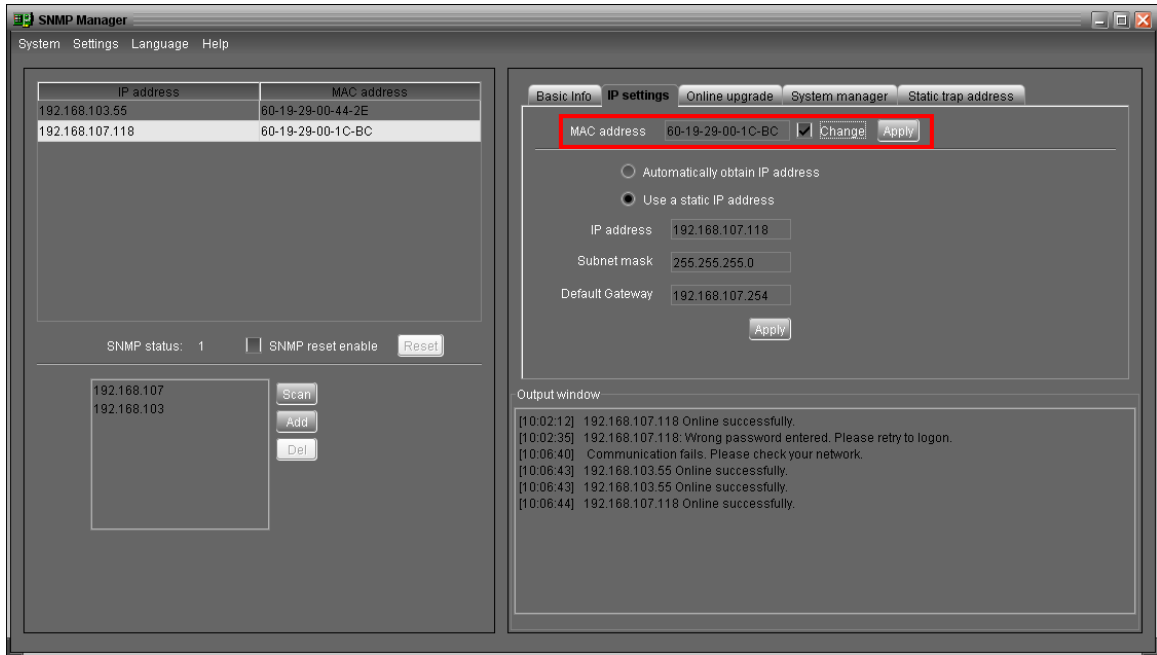 SNMP Manager
System Settings Language Help
IP address MAC address
192.168.103.55 60-19-29-00-44-2E
192.168.107.118 60-19-29-00-1C-BC
SNMP status: 1 SNMP reset enable Reset
192.168.107
192.168.103
Scan
Add
Del
Basic Info IP settings Online upgrade System manager Static trap address
MAC address 60-19-29-00-1C-BC Change Apply
Automatically obtain IP address
Use a static IP address
IP address 192.168.107.118
Subnet mask 255.255.255.0
Default Gateway 192.168.107.254
Apply
Output window
[10:02:12] 192.168.107.118 Online successfully.
[10:02:35] 192.168.107.118: Wrong password entered. Please retry to logon.
[10:06:40] Communication fails. Please check your network.
[10:06:43] 192.168.103.55 Online successfully.
[10:06:43] 192.168.103.55 Online successfully.
[10:06:44] 192.168.107.118 Online successfully.